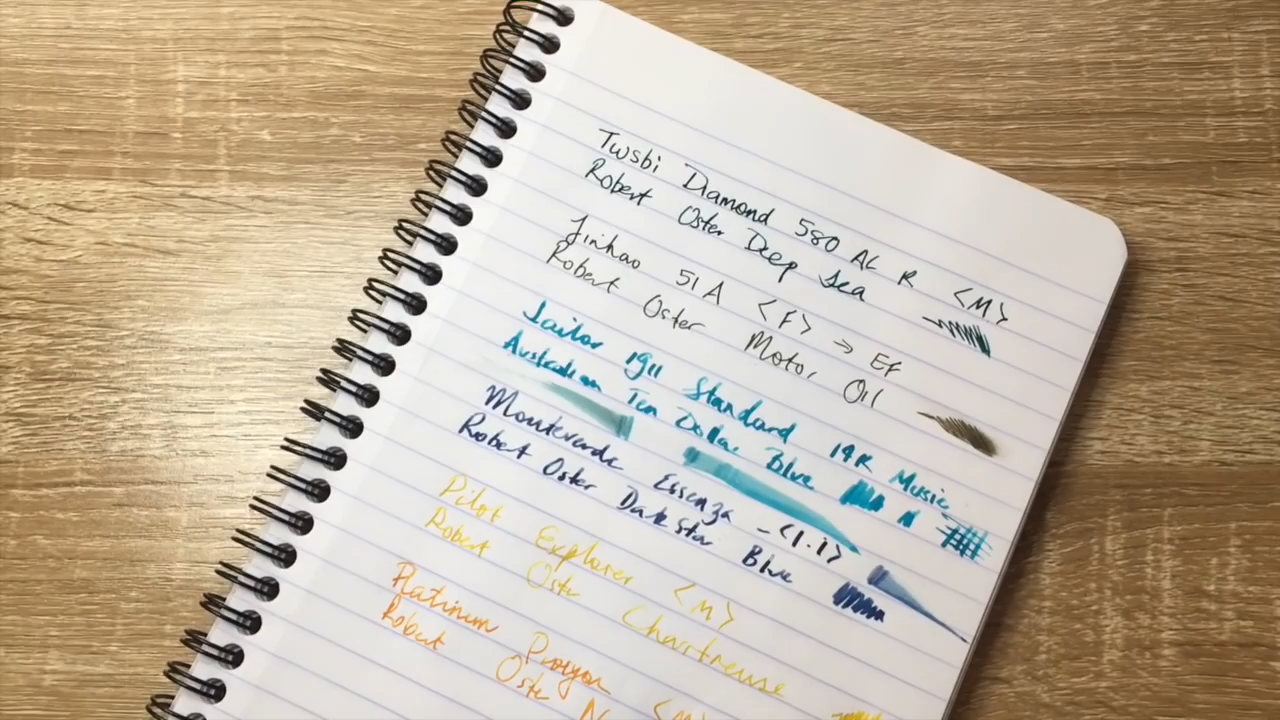 Twsbi Diamond 580 AL R <M>
Robert Oster Deep Sea
Jinhao 51A <F> → EF
Robert Oster Motor Oil
Sailor 1911 Standard 14K Music
Australian Ten Dollar Blue
Monteverde Essenza - <1.1>
Robert Oster Dark Star Blue
Pilot Explorer <M>
Robert Oster Chartreuse
Platinum Procyon <M>
Robert Oster